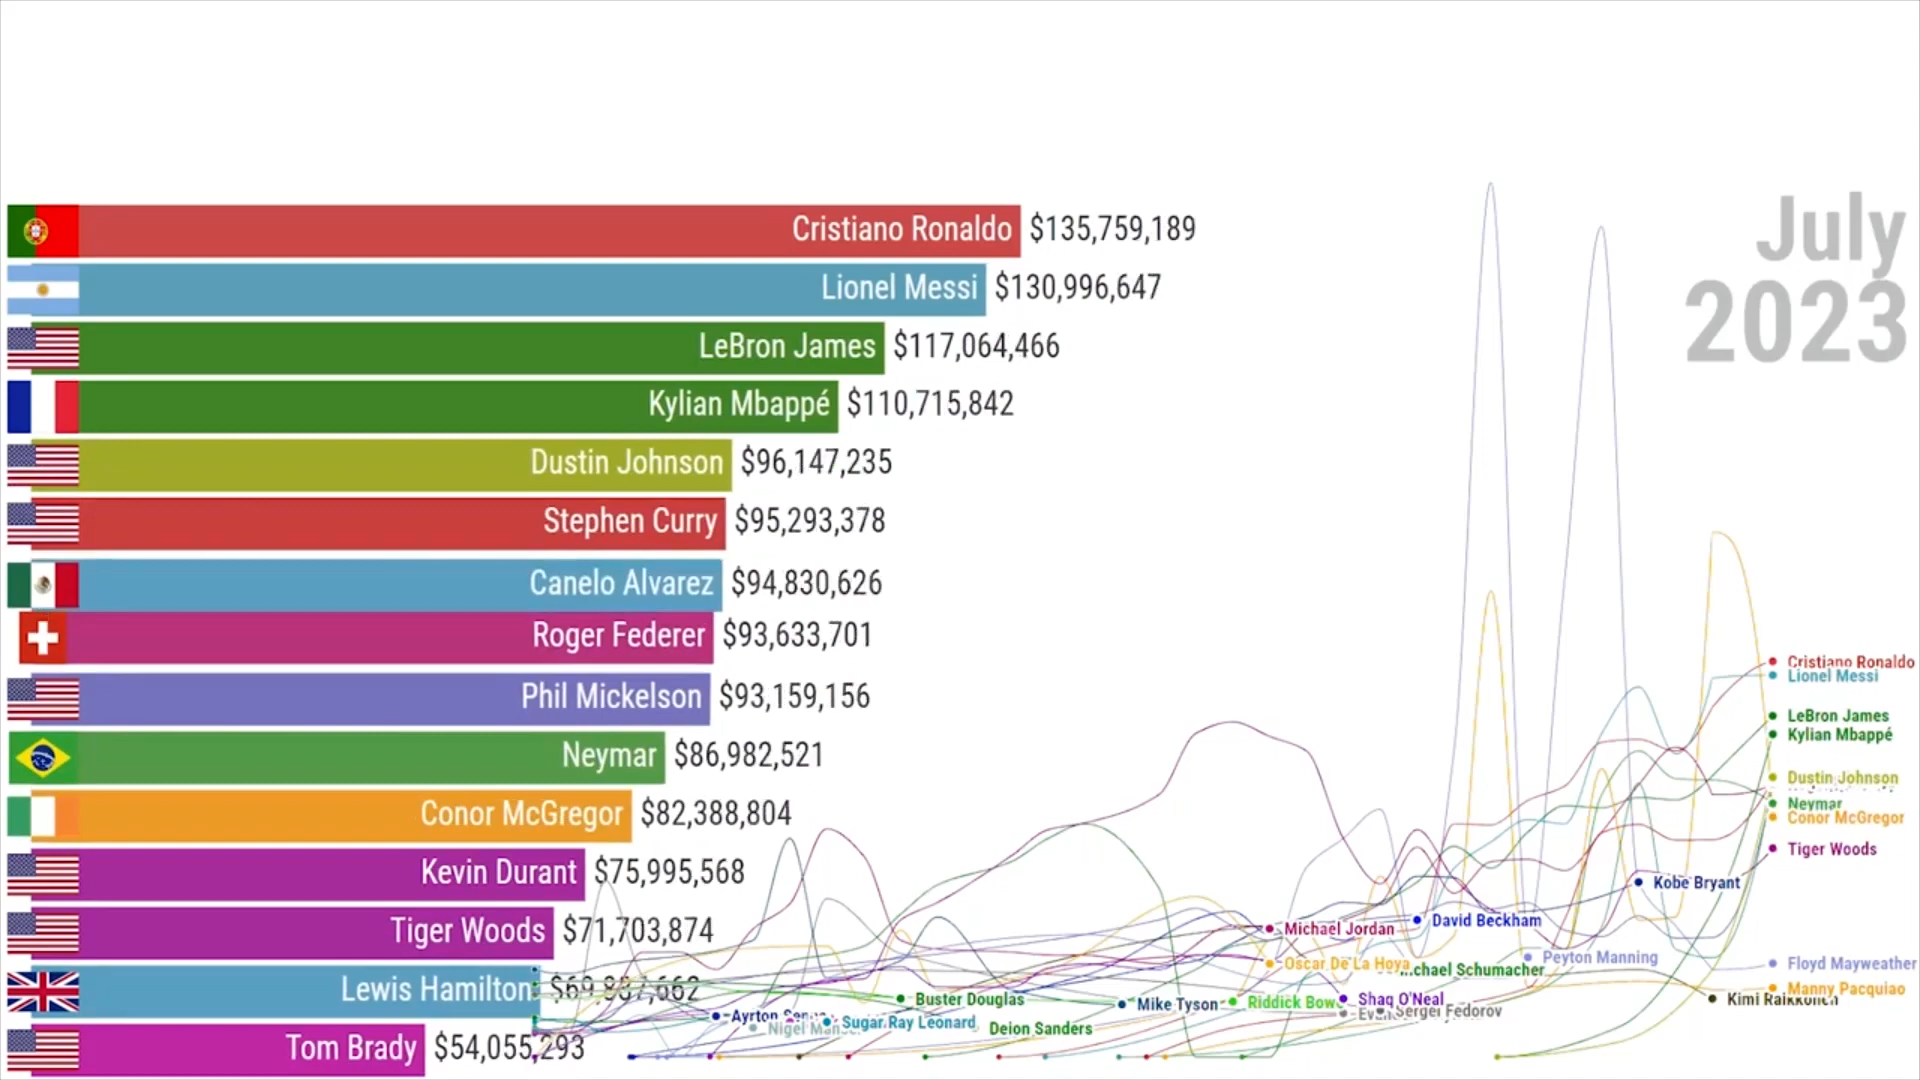 July
2023
Cristiano Ronaldo $135,759,189
Lionel Messi $130,996,647
LeBron James $117,064,466
Kylian Mbappé $110,715,842
Dustin Johnson $96,147,235
Stephen Curry $95,293,378
Canelo Alvarez $94,830,626
Roger Federer $93,633,701
Phil Mickelson $93,159,156
Neymar $86,982,521
Conor McGregor $82,388,804
Kevin Durant $75,995,568
Tiger Woods $71,703,874
Lewis Hamilton
Tom Brady $54,055,293
Cristiano Ronaldo
Lionel Messi
LeBron James
Kylian Mbappé
Dustin Johnson
Neymar
Conor McGregor
Tiger Woods
Kobe Bryant
David Beckham
Michael Jordan
Peyton Manning
Floyd Mayweather
Oscar De La Hoya
Schumacher
Manny Pacquiao
Kimi Raikkonen
Buster Douglas
Mike Tyson
Riddick
Shaq O'Neal
Sergei Fedorov
Ayrton
Nigel
Sugar Ray Leonard
Deion Sanders